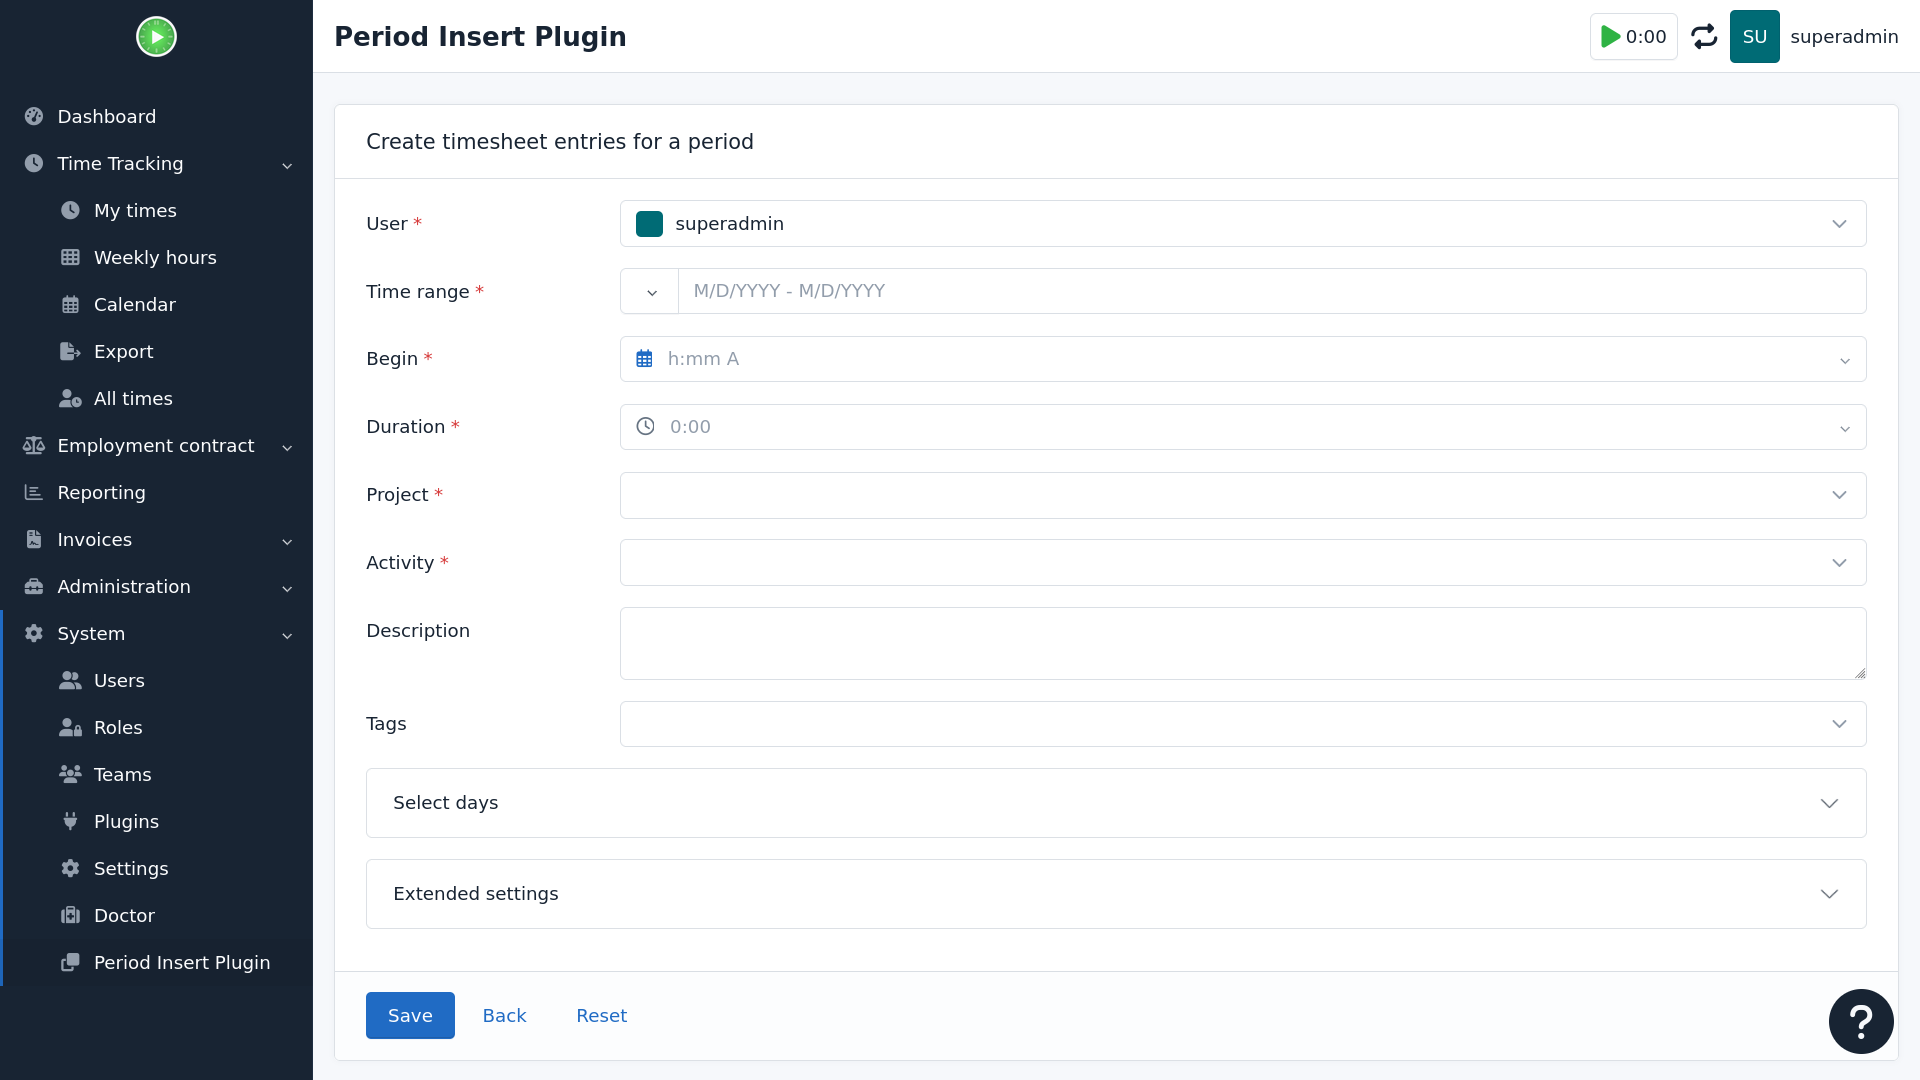 Period Insert Plugin
0:00
SU
superadmin
Dashboard
Time Tracking
My times
Weekly hours
Calendar
Export
All times
Employment contract
Reporting
Invoices
Administration
System
Users
Roles
Teams
Plugins
Settings
Doctor
Period Insert Plugin
Create timesheet entries for a period
User *
superadmin
Time range *
M/D/YYYY - M/D/YYYY
Begin *
h:mm A
Duration *
0:00
Project *
Activity *
Description
Tags
Select days
Extended settings
Save
Back
Reset
?